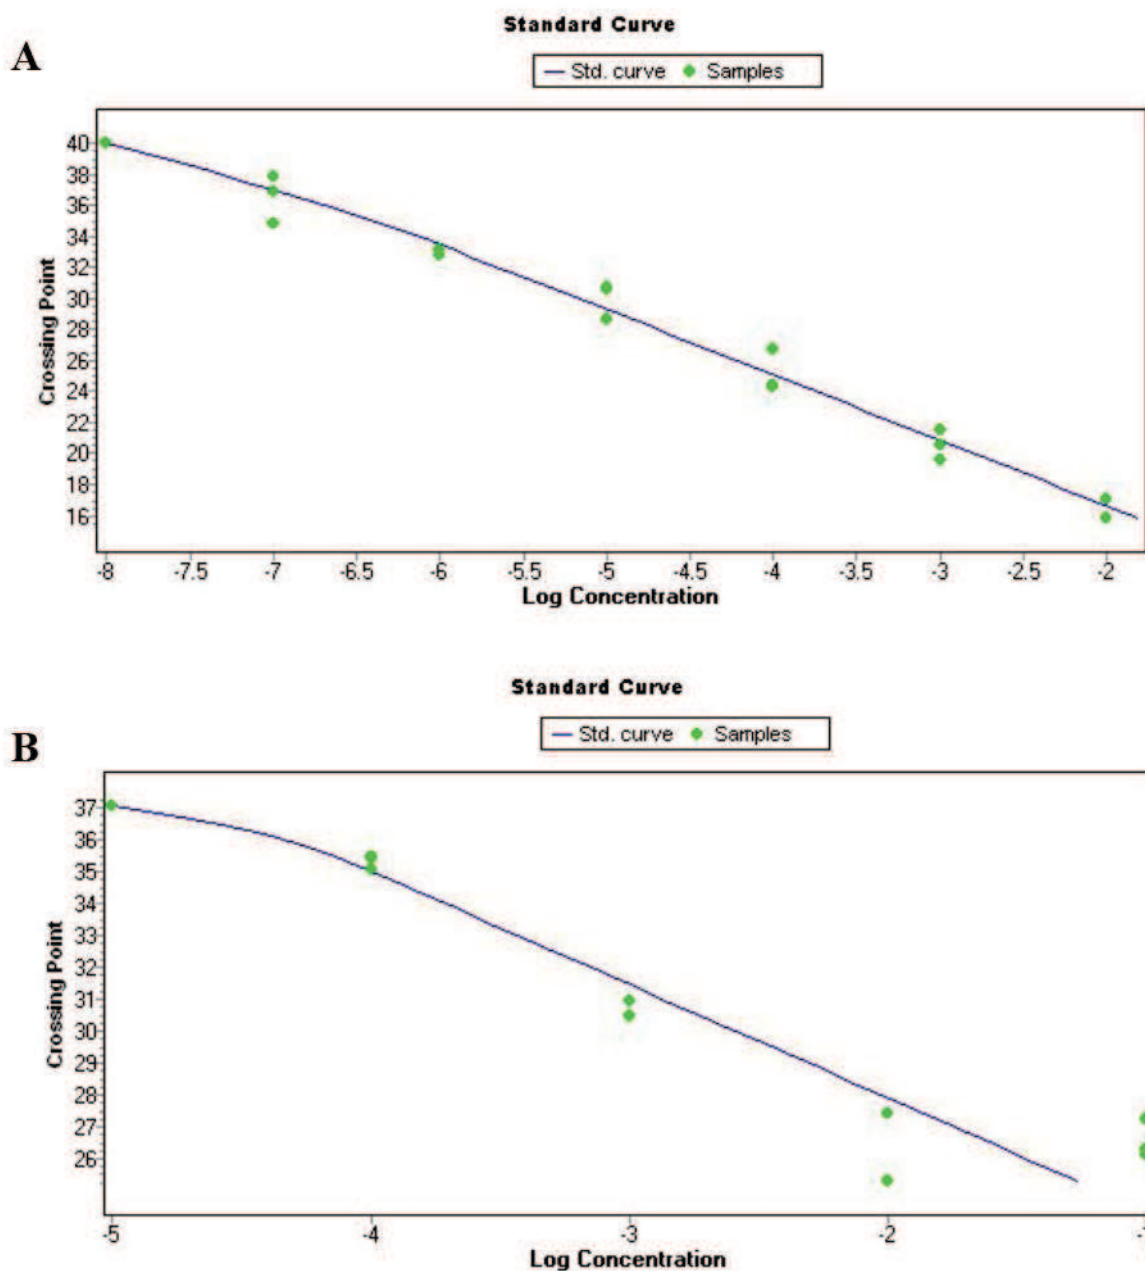 A
Standard Curve
Std. curve Samples
Crossing Point
40
38
36
34
32
30
28
26
24
22
20
18
16
-8 -7.5 -7 -6.5 -6 -5.5 -5 -4.5 -4 -3.5 -3 -2.5 -2
Log Concentration
B
Standard Curve
Std. curve Samples
Crossing Point
37
36
35
34
33
32
31
30
29
28
27
26
-5 -4 -3 -2
Log Concentration